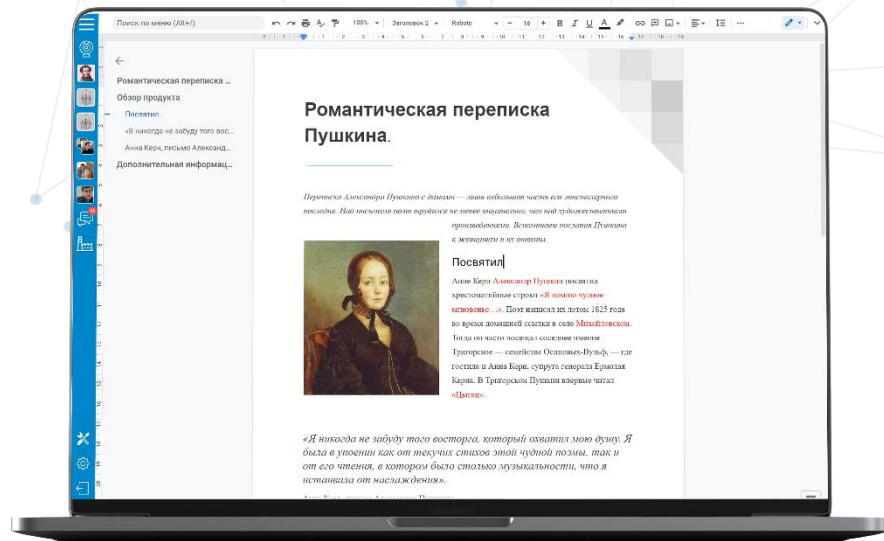 Поиск по меню (Alt+/)
100%
Заголовок 2
Roboto
− 16 +
B I U A
Романтическая переписка ...
Обзор продукта
Посвятил
«Я никогда не забуду того вос...
Анна Керн, письмо Александ...
Дополнительная информац...
Романтическая переписка
Пушкина.
Переписка Александра Пушкина с дамами — лишь небольшая часть его эпистолярного
наследия. Над письмами поэт трудился не менее тщательно, чем над художественными
произведениями. Вспоминаем послания Пушкина
к женщинам и их ответы.
Посвятил
Анне Керн Александр Пушкин посвятил
хрестоматийные строки «Я помню чудное
мгновенье…». Поэт написал их летом 1825 года
во время домашней ссылки в селе Михайловском.
Тогда он часто посещал соседнее имение
Тригорское — семейства Осиповых-Вульф, — где
гостила и Анна Керн, супруга генерала Ермолая
Керна. В Тригорском Пушкин впервые читал
«Цыган».
«Я никогда не забуду того восторга, который охватил мою душу. Я
была в упоении как от текучих стихов этой чудной поэмы, так и
от его чтения, в котором было столько музыкальности, что я
истаивала от наслаждения».